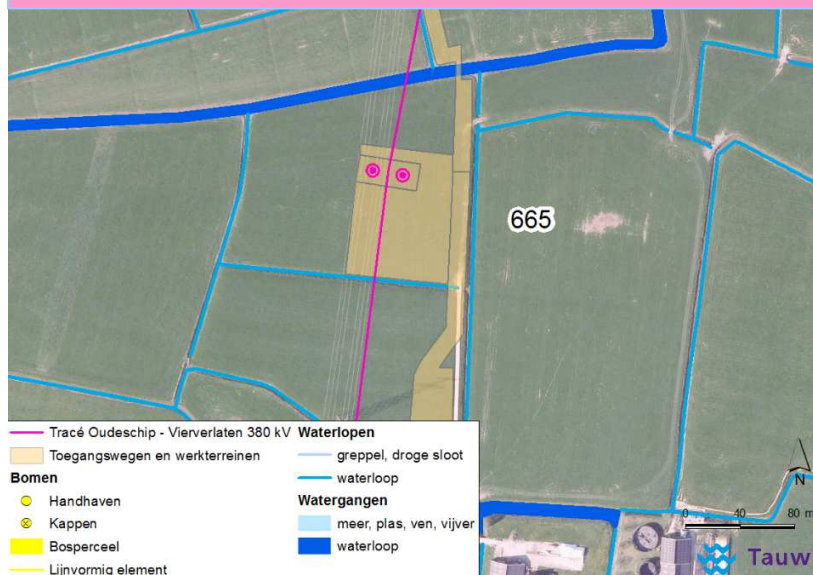 665
Tracé Oudeschip - Vierverlaten 380 kV
Toegangswegen en werkterreinen
Bomen
Handhaven
Kappen
Bosperceel
Lijnvormig element
Waterlopen
greppel, droge sloot
waterloop
Watergangen
meer, plas, ven, vijver
waterloop
N
0 40 80 m
Tauw